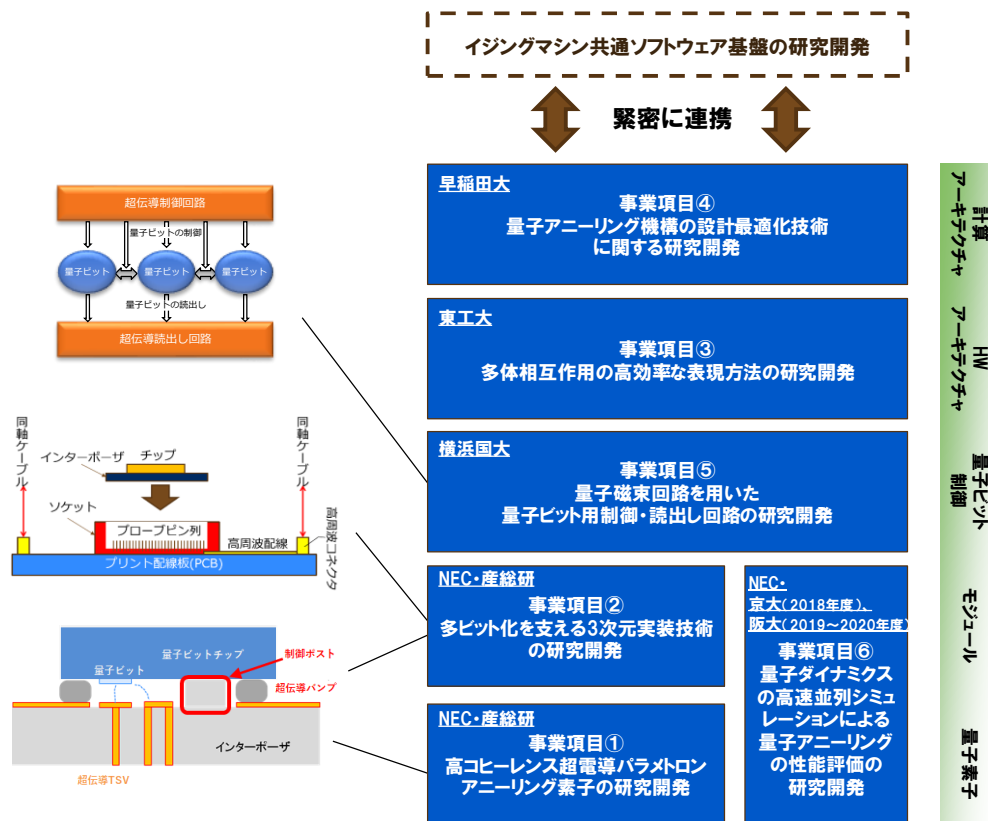 イジングマシン共通ソフトウェア基盤の研究開発
緊密に連携
早稲田大
事業項目④
量子アニーリング機構の設計最適化技術
に関する研究開発
東工大
事業項目③
多体相互作用の高効率な表現方法の研究開発
横浜国大
事業項目⑤
量子磁束回路を用いた
量子ビット用制御・読出し回路の研究開発
NEC・産総研
事業項目②
多ビット化を支える3次元実装技術
の研究開発
NEC・産総研
事業項目①
高コヒーレンス超電導パラメトロン
アニーリング素子の研究開発
NEC・
京大(2018年度)、
阪大(2019～2020年度)
事業項目⑥
量子ダイナミクス
の高速並列シミュ
レーションによる
量子アニーリング
の性能評価の
研究開発
計算
アーキテクチャ
HW
アーキテクチャ
量子ビット
制御
モジュール
量子素子
超伝導制御回路
量子ビットの制御
量子ビット
量子ビット
量子ビット
量子ビットの読出し
超伝導読出し回路
同軸ケーブル
同軸ケーブル
インターポーザ
チップ
ソケット
プローブピン列
高周波配線
高周波コネクタ
プリント配線板(PCB)
量子ビットチップ
量子ビット
制御ポスト
超伝導バンプ
インターポーザ
超伝導TSV